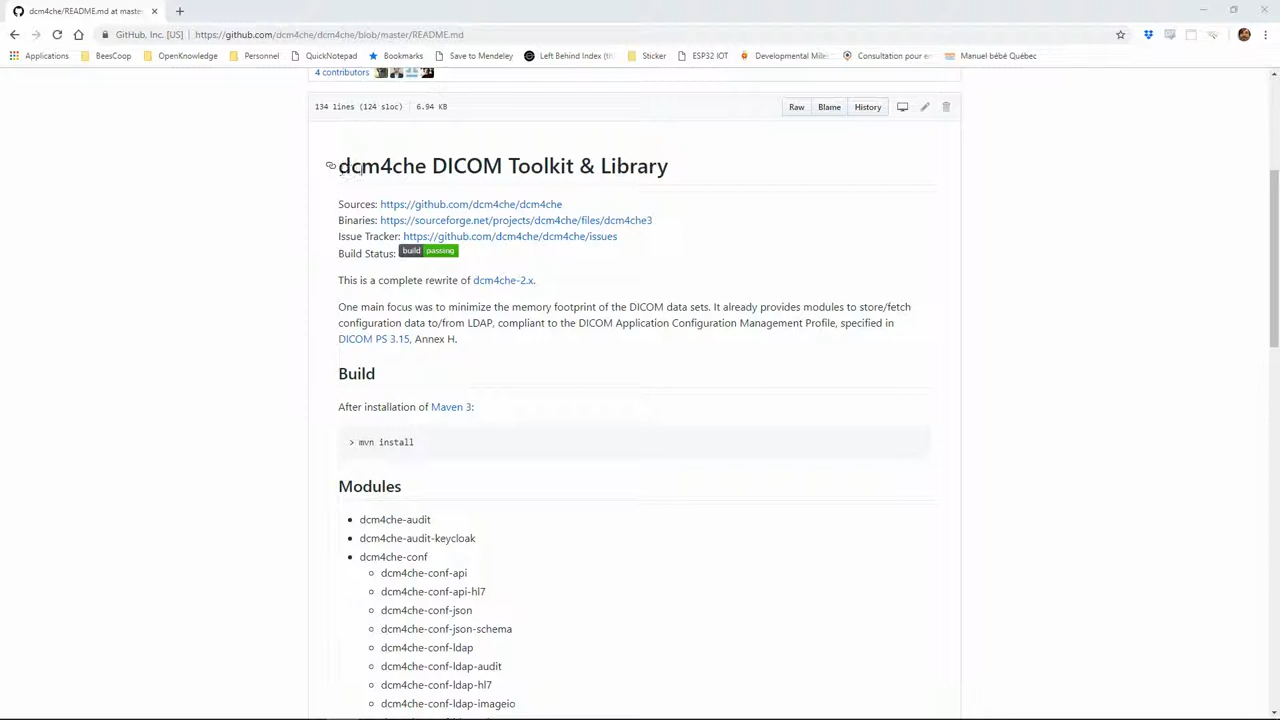 dcm4che/README.md at master
GitHub, Inc. [US] | https://github.com/dcm4che/dcm4che/blob/master/README.md
Applications BeesCoop OpenKnowledge Personnel QuickNotepad Bookmarks Save to Mendeley Left Behind Index (th Sticker ESP32 IOT Developmental Miles Consultation pour en Manuel bébé Québec
4 contributors
134 lines (124 sloc) 6.94 KB Raw Blame History
dcm4che DICOM Toolkit & Library
Sources: https://github.com/dcm4che/dcm4che
Binaries: https://sourceforge.net/projects/dcm4che/files/dcm4che3
Issue Tracker: https://github.com/dcm4che/dcm4che/issues
Build Status: build passing
This is a complete rewrite of dcm4che-2.x.
One main focus was to minimize the memory footprint of the DICOM data sets. It already provides modules to store/fetch
configuration data to/from LDAP, compliant to the DICOM Application Configuration Management Profile, specified in
DICOM PS 3.15, Annex H.
Build
After installation of Maven 3:
> mvn install
Modules
dcm4che-audit
dcm4che-audit-keycloak
dcm4che-conf
dcm4che-conf-api
dcm4che-conf-api-hl7
dcm4che-conf-json
dcm4che-conf-json-schema
dcm4che-conf-ldap
dcm4che-conf-ldap-audit
dcm4che-conf-ldap-hl7
dcm4che-conf-ldap-imageio